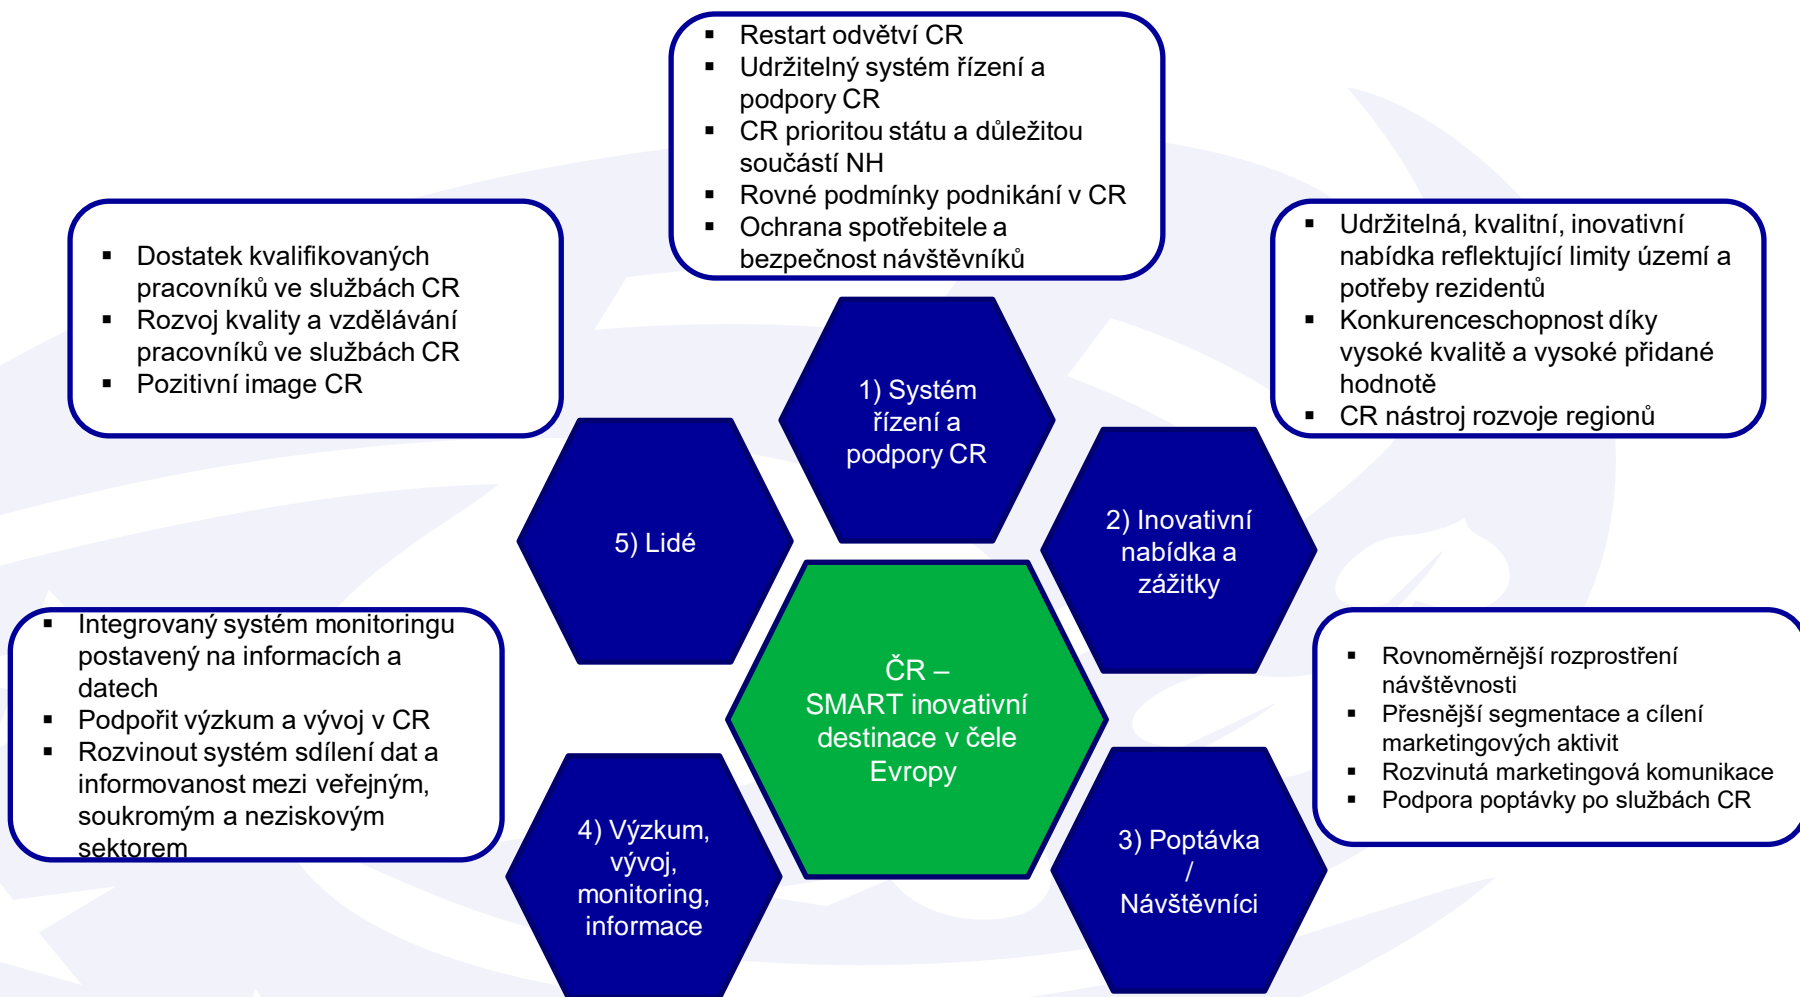 ▪ Restart odvětví CR
▪ Udržitelný systém řízení a
podpory CR
▪ CR prioritou státu a důležitou
součástí NH
▪ Rovné podmínky podnikání v CR
▪ Ochrana spotřebitele a
bezpečnost návštěvníků
▪ Dostatek kvalifikovaných
pracovníků ve službách CR
▪ Rozvoj kvality a vzdělávání
pracovníků ve službách CR
▪ Pozitivní image CR
▪ Udržitelná, kvalitní, inovativní
nabídka reflektující limity území a
potřeby rezidentů
▪ Konkurenceschopnost díky
vysoké kvalitě a vysoké přidané
hodnotě
▪ CR nástroj rozvoje regionů
1) Systém
řízení a
podpory CR
5) Lidé
2) Inovativní
nabídka a
zážitky
▪ Integrovaný systém monitoringu
postavený na informacích a
datech
▪ Podpořit výzkum a vývoj v CR
▪ Rozvinout systém sdílení dat a
informovanost mezi veřejným,
soukromým a neziskovým
sektorem
ČR –
SMART inovativní
destinace v čele
Evropy
▪ Rovnoměrnější rozprostření
návštěvnosti
▪ Přesnější segmentace a cílení
marketingových aktivit
▪ Rozvinutá marketingová komunikace
▪ Podpora poptávky po službách CR
4) Výzkum,
vývoj,
monitoring,
informace
3) Poptávka
/
Návštěvníci